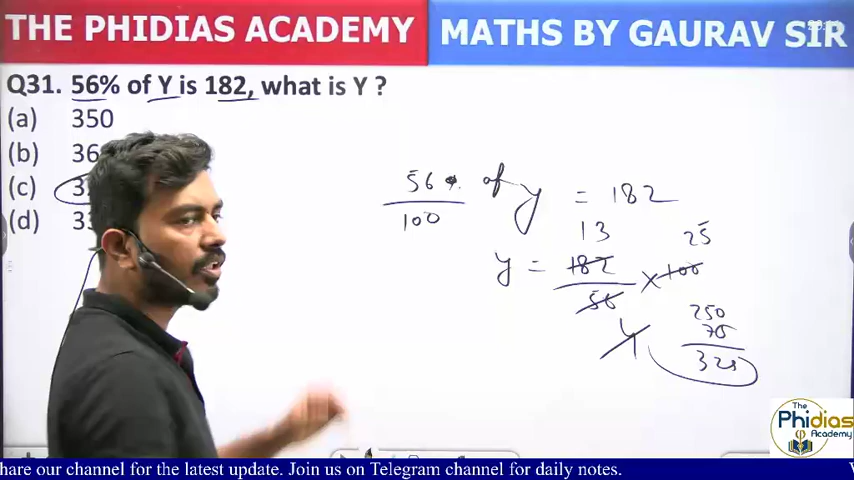 THE PHIDIAS ACADEMY
MATHS BY GAURAV SIR
Q31. 56% of Y is 182, what is Y ?
(a) 350
(b) 36
(c) 3
(d) 3
56% of y = 182
100
13 25
y = 182 × 100
56
4
250
75
325
The
Phidias
Academy
hare our channel for the latest update. Join us on Telegram channel for daily notes.